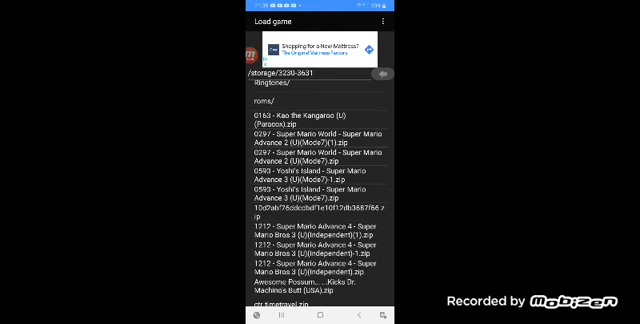 Load game
Shopping for a New Mattress?
The Original Mattress Factory
/storage/3230-3631
Ringtones/
roms/
0163 - Kao the Kangaroo (U)
(Paracox).zip
0297 - Super Mario World - Super Mario
Advance 2 (U)(Mode7)(1).zip
0297 - Super Mario World - Super Mario
Advance 2 (U)(Mode7).zip
0593 - Yoshi's Island - Super Mario
Advance 3 (U)(Mode7)-1.zip
0593 - Yoshi's Island - Super Mario
Advance 3 (U)(Mode7).zip
1212 - Super Mario Advance 4 - Super
Mario Bros 3 (U)(Independent)(1).zip
1212 - Super Mario Advance 4 - Super
Mario Bros 3 (U)(Independent)-1.zip
1212 - Super Mario Advance 4 - Super
Mario Bros 3 (U)(Independent).zip
Awesome Possum... ...Kicks Dr.
Machino's Butt (USA).zip
ctr timetravel.zip
Recorded by Mobizen